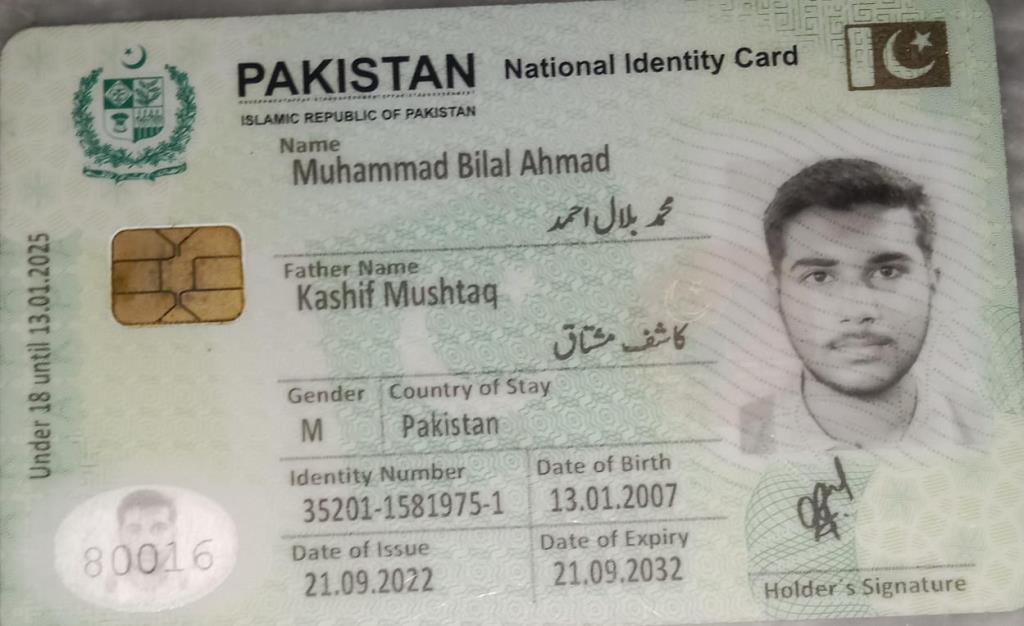 PAKISTAN National Identity Card
ISLAMIC REPUBLIC OF PAKISTAN
Name
Muhammad Bilal Ahmad
محمد بلال احمد
Father Name
Kashif Mushtaq
کاشف مشتاق
Gender Country of Stay
M Pakistan
Identity Number Date of Birth
35201-1581975-1 13.01.2007
Date of Issue Date of Expiry
21.09.2022 21.09.2032
Holder's Signature
Under 18 until 13.01.2025
80016